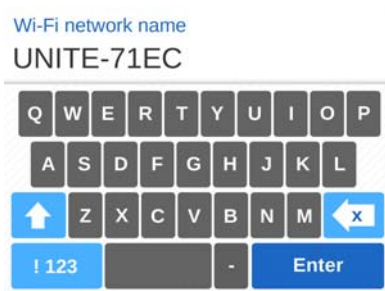 Wi-Fi network name
UNITE-71EC
Q W E R T Y U I O P
A S D F G H J K L
Z X C V B N M x
! 123 - Enter